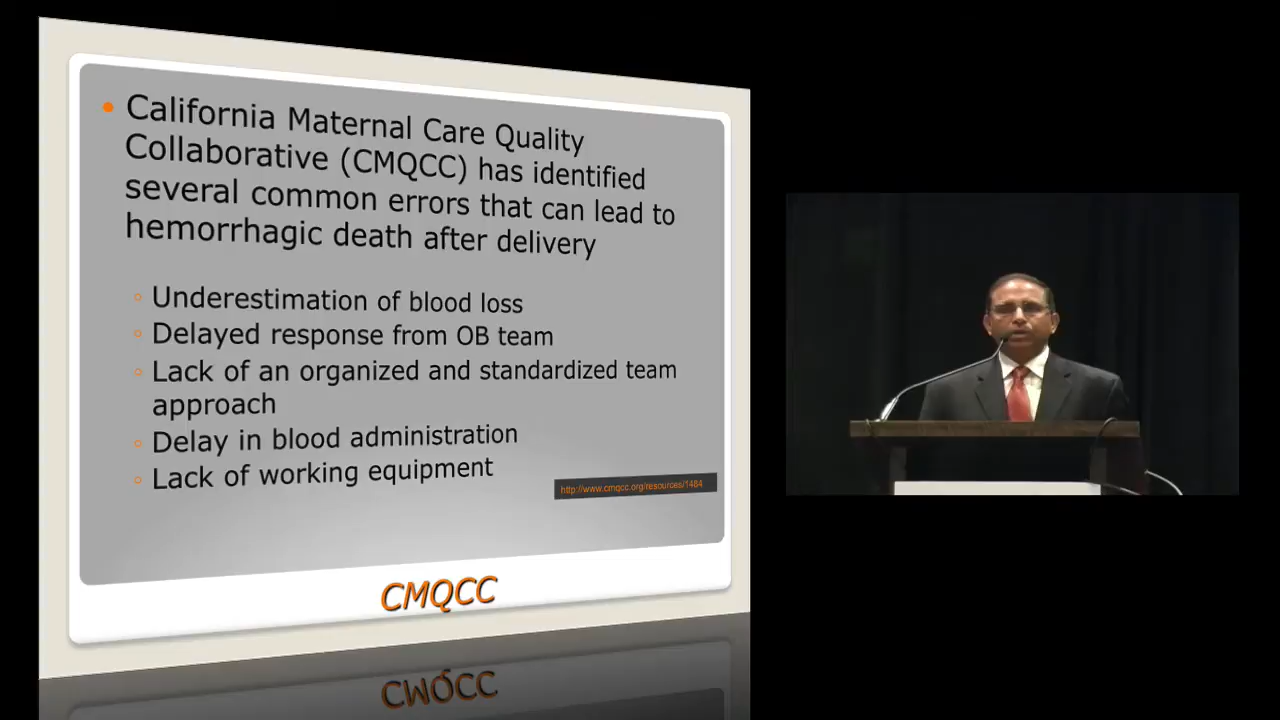 California Maternal Care Quality
Collaborative (CMQCC) has identified
several common errors that can lead to
hemorrhagic death after delivery
Underestimation of blood loss
Delayed response from OB team
Lack of an organized and standardized team
approach
Delay in blood administration
Lack of working equipment
http://www.cmqcc.org/resources/1484
CMQCC